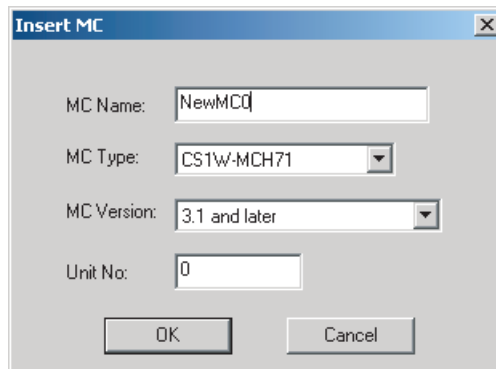 Insert MC
MC Name: NewMC0
MC Type: CS1W-MCH71
MC Version: 3.1 and later
Unit No: 0
OK Cancel